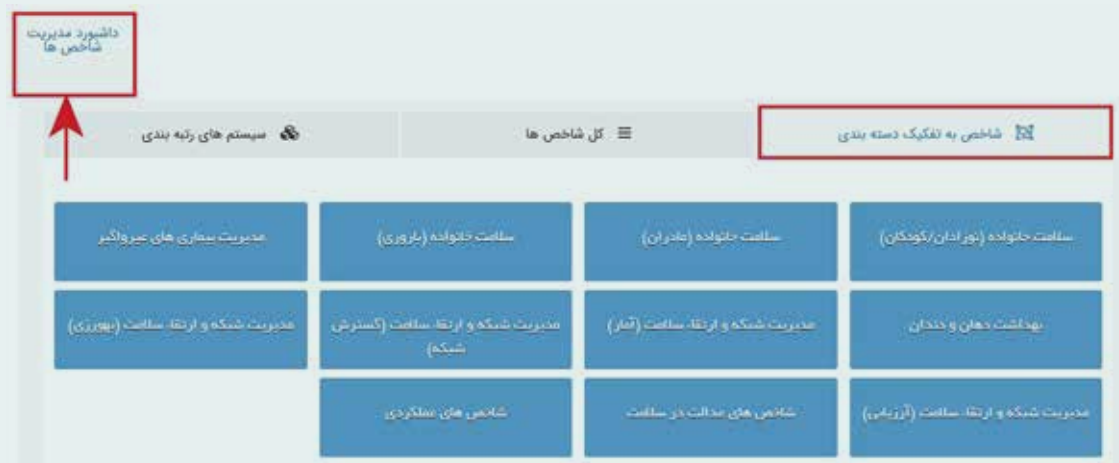 داشبورد مدیریت
شاخص ها
شاخص به تفکیک دسته بندی
کل شاخص ها
سیستم های رتبه بندی
سلامت خانواده (نوزادان/کودکان)
سلامت خانواده (مادران)
سلامت خانواده (باروری)
مدیریت بیماری های غیرواگیر
بهداشت دهان و دندان
مدیریت شبکه و ارتقاء سلامت (آمار)
مدیریت شبکه و ارتقاء سلامت (گسترش
شبکه)
مدیریت شبکه و ارتقاء سلامت (بهورزی)
مدیریت شبکه و ارتقاء سلامت (ارزیابی)
شاخص های عدالت در سلامت
شاخص های عملکردی